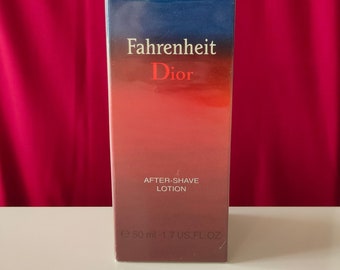 Fahrenheit
Dior
AFTER-SHAVE
LOTION
e 50 ml - 1.7 US.FL.OZ.